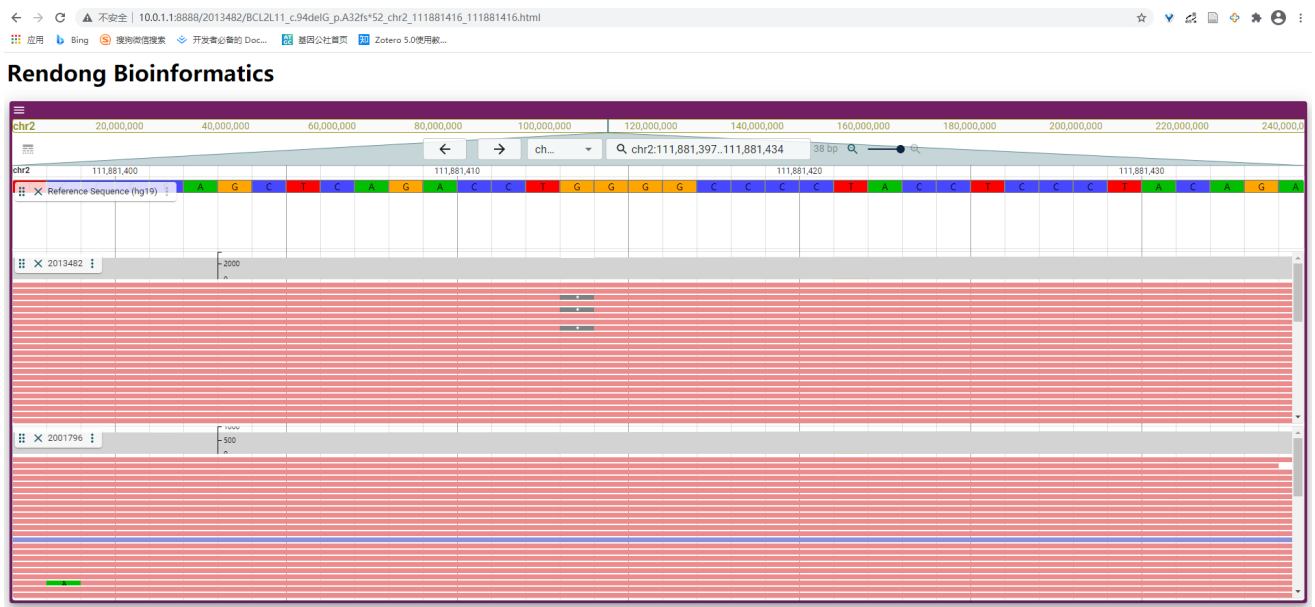 不安全 | 10.0.1.1:8888/2013482/BCL2L11_c.94delG_p.A32fs*52_chr2_111881416_111881416.html
应用 Bing 搜狗微信搜索 开发者必备的 Doc... 基因公社首页 知 Zotero 5.0使用教...
Rendong Bioinformatics
chr2 20,000,000 40,000,000 60,000,000 80,000,000 100,000,000 120,000,000 140,000,000 160,000,000 180,000,000 200,000,000 220,000,000 240,000,0
ch... chr2:111,881,397..111,881,434 38 bp
chr2 111,881,400 111,881,410 111,881,420 111,881,430
Reference Sequence (hg19) A G C T C A G A C C T G G G G C C C C T A C C T C C C T A C A G A
2013482 2000
0
1000
2001796 500
0
A